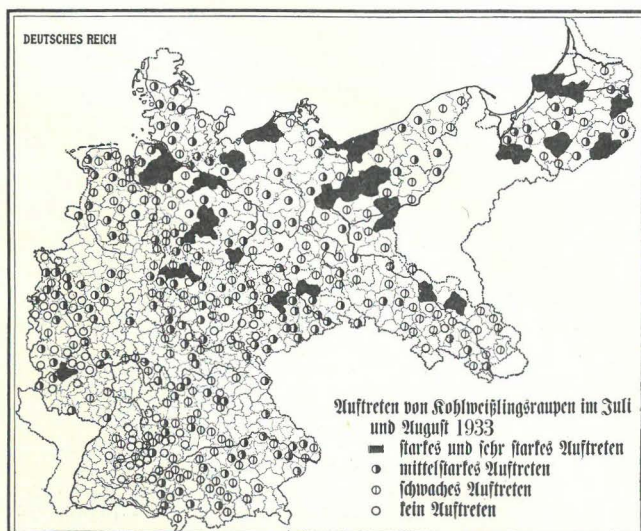 DEUTSCHES REICH
Auftreten von Kohlweißlingsraupen im Juli
und August 1933
starkes und sehr starkes Auftreten
mittelstarkes Auftreten
schwaches Auftreten
kein Auftreten